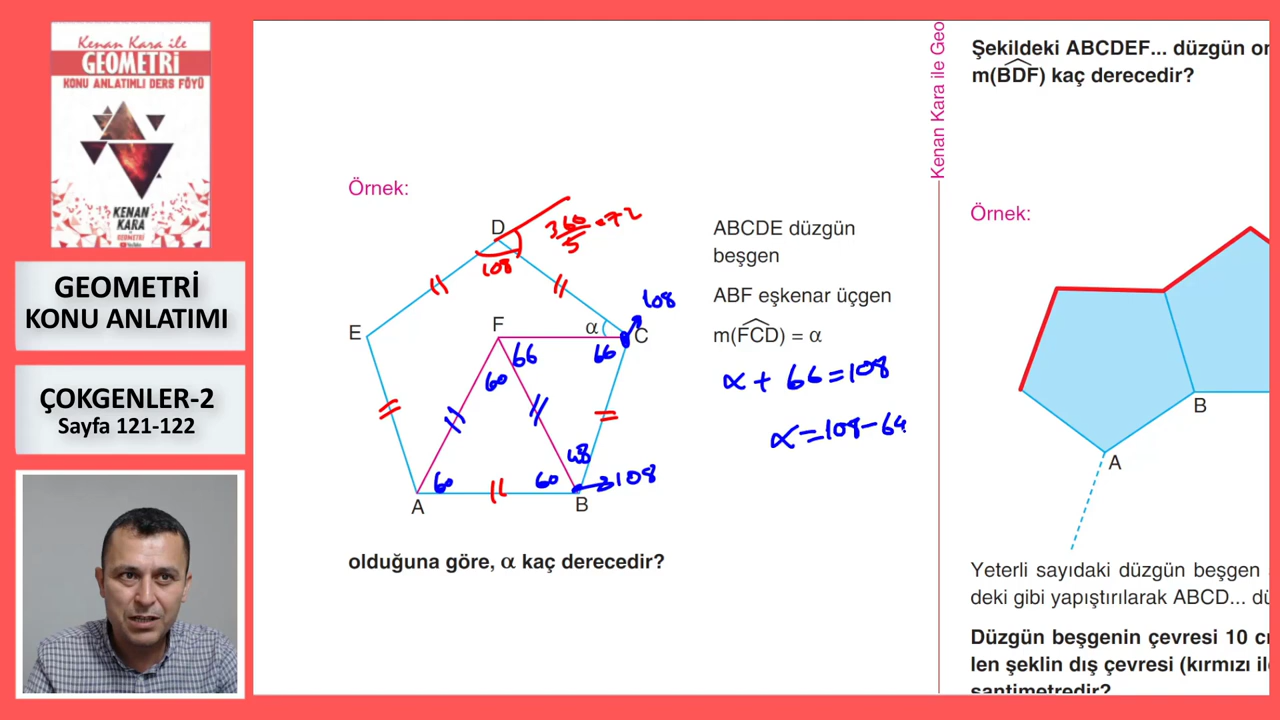 Kenan Kara ile
GEOMETRİ
KONU ANLATIMLI DERS FÖYÜ
KENAN
KARA
GEOMETRİ KONU ANLATIMI
ÇOKGENLER-2
Sayfa 121-122
Örnek:
D
360/5=72
108
E
F
α
C
108
66
66
60
48
60
60
108
A
B
ABCDE düzgün
beşgen
ABF eşkenar üçgen
m(FCD) = α
α + 66 = 108
α = 108 - 64
olduğuna göre, α kaç derecedir?
Kenan Kara ile Geo
Şekildeki ABCDEF... düzgün on
m(BDF) kaç derecedir?
Örnek:
B
A
Yeterli sayıdaki düzgün beşgen
deki gibi yapıştırılarak ABCD... dü
Düzgün beşgenin çevresi 10 c
len şeklin dış çevresi (kırmızı il
santimetredir?